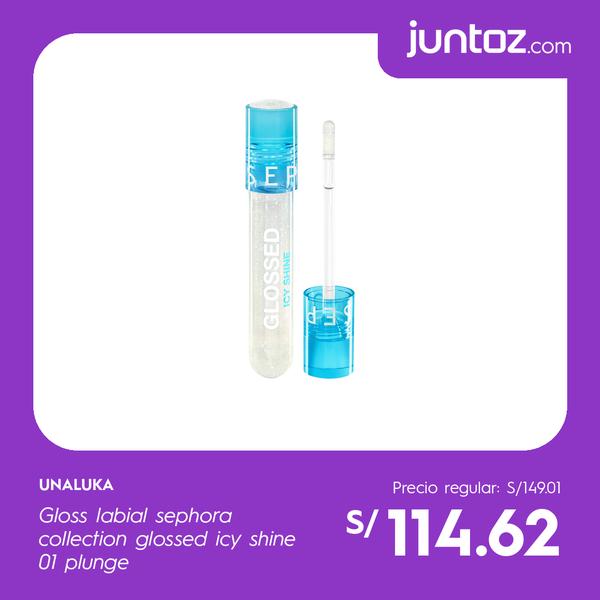 juntoz.com
SEP
GLOSSED
ICY SHINE
UNALUKA
Gloss labial sephora
collection glossed icy shine
01 plunge
Precio regular: S/149.01
S/114.62